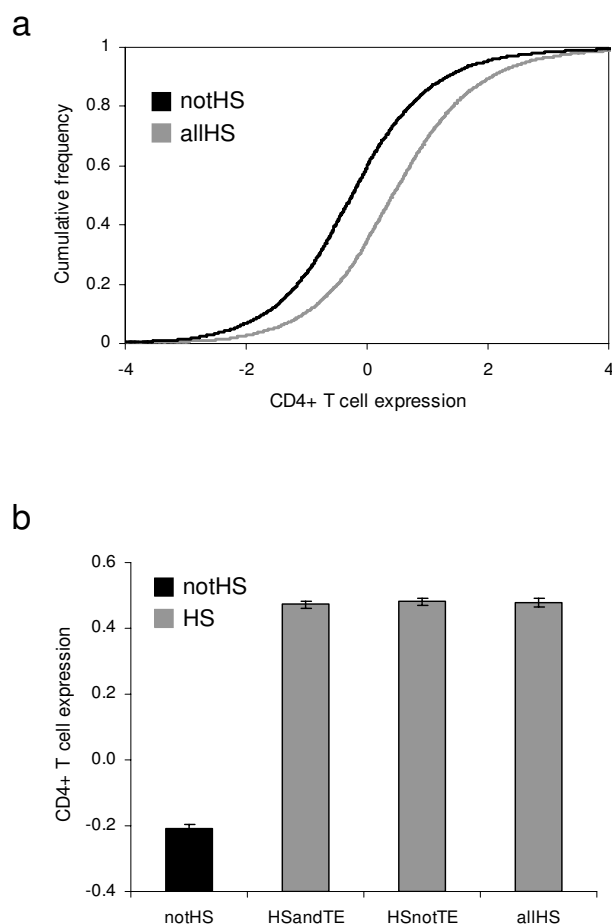 a
1
0.8
0.6
0.4
0.2
0
Cumulative frequency
notHS
allHS
-4 -2 0 2 4
CD4+ T cell expression
b
0.6
0.4
0.2
0.0
-0.2
-0.4
CD4+ T cell expression
notHS
HS
notHS HSandTE HSnotTE allHS